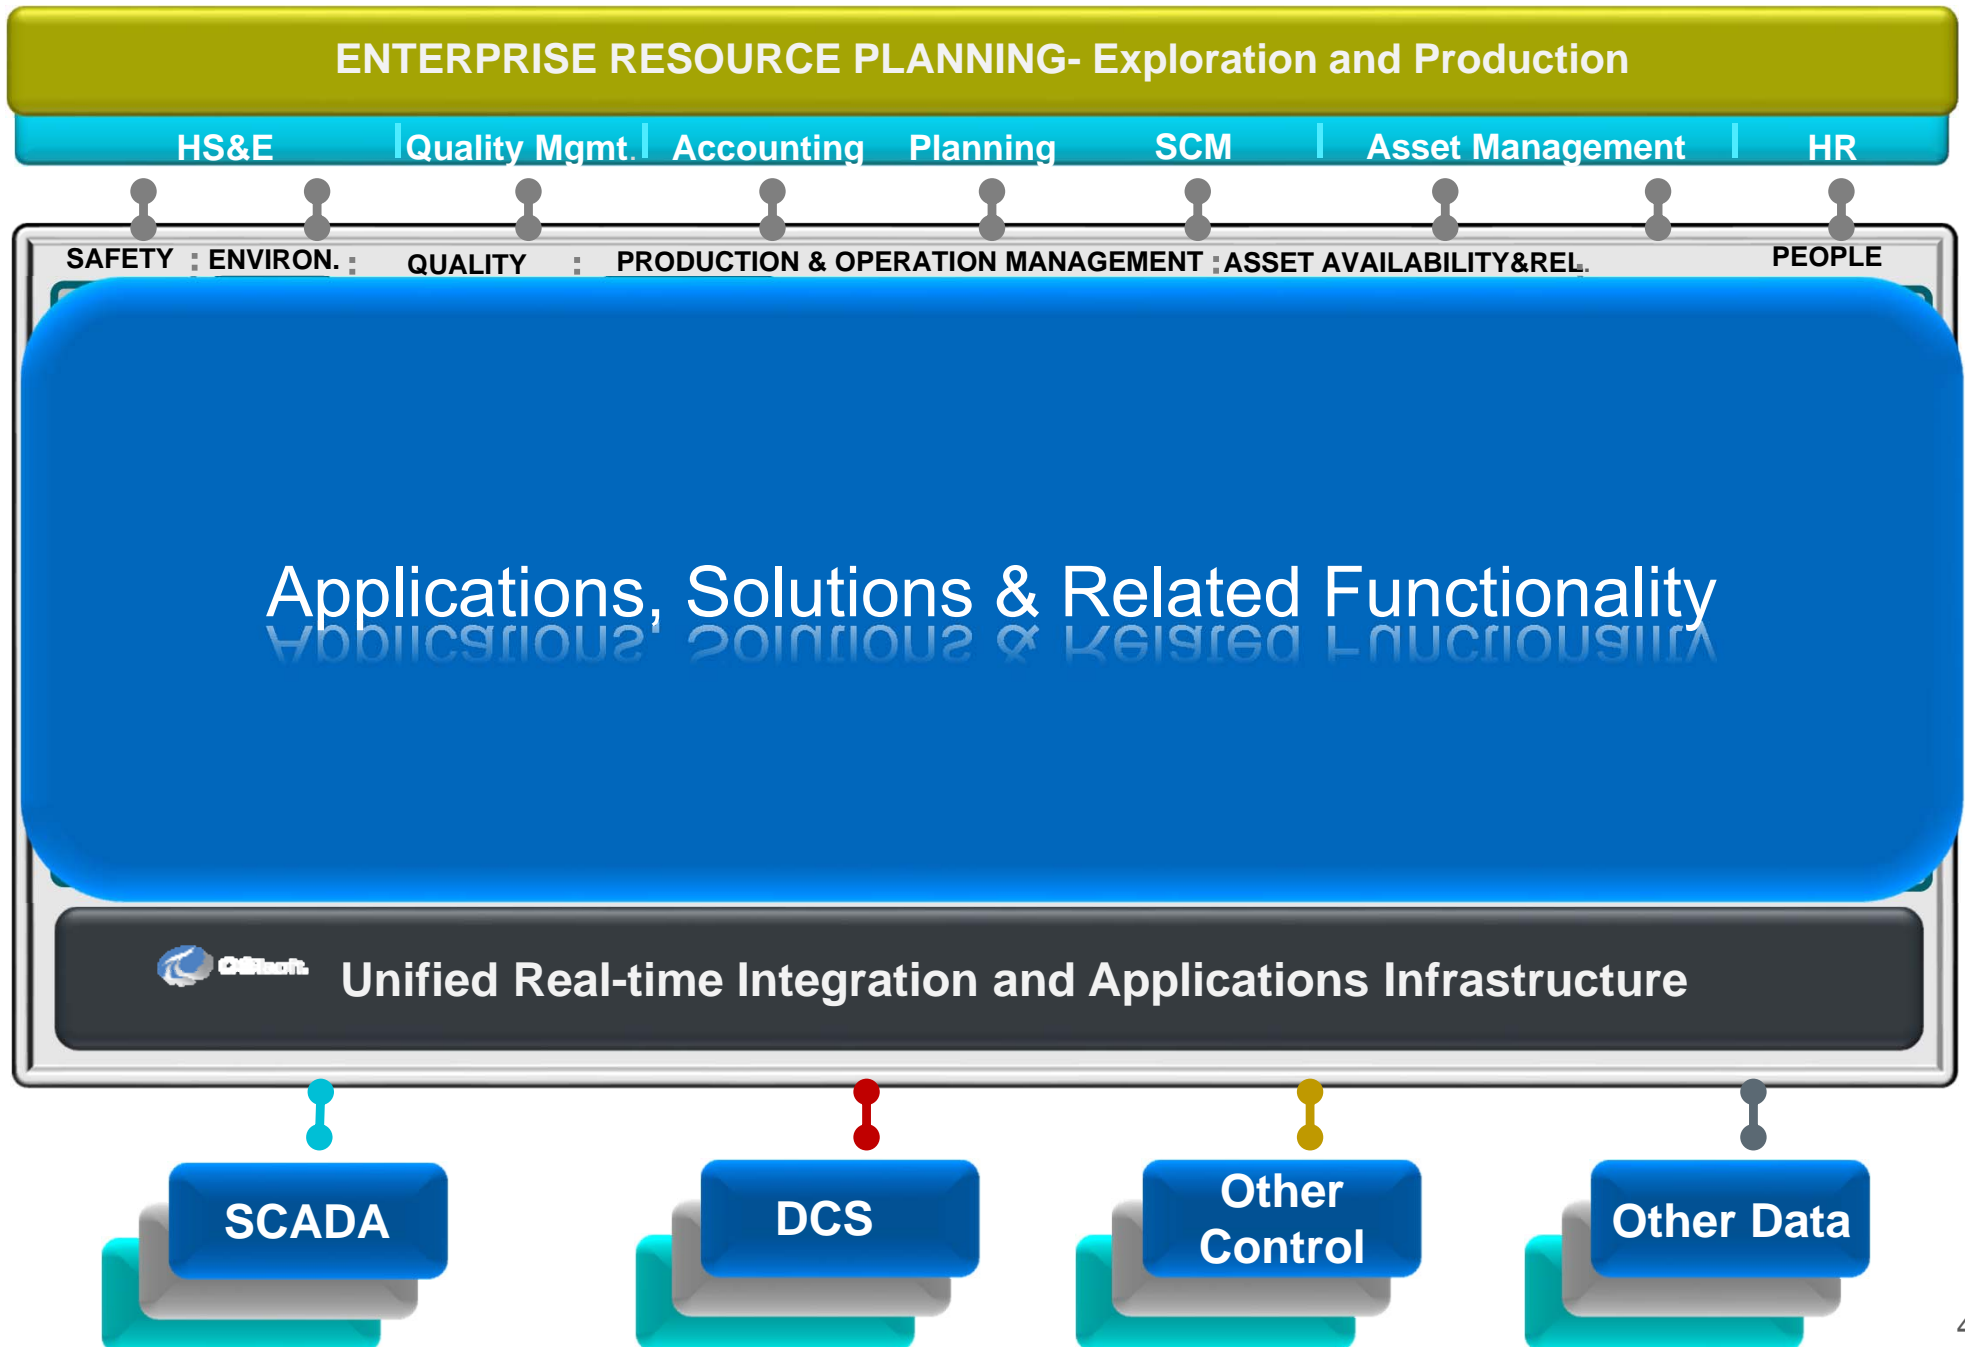 ENTERPRISE RESOURCE PLANNING- Exploration and Production
HS&E Quality Mgmt. Accounting Planning SCM Asset Management HR
SAFETY : ENVIRON. : QUALITY : PRODUCTION & OPERATION MANAGEMENT : ASSET AVAILABILITY&REL. PEOPLE
Applications, Solutions & Related Functionality
Unified Real-time Integration and Applications Infrastructure
SCADA
DCS
Other
Control
Other Data